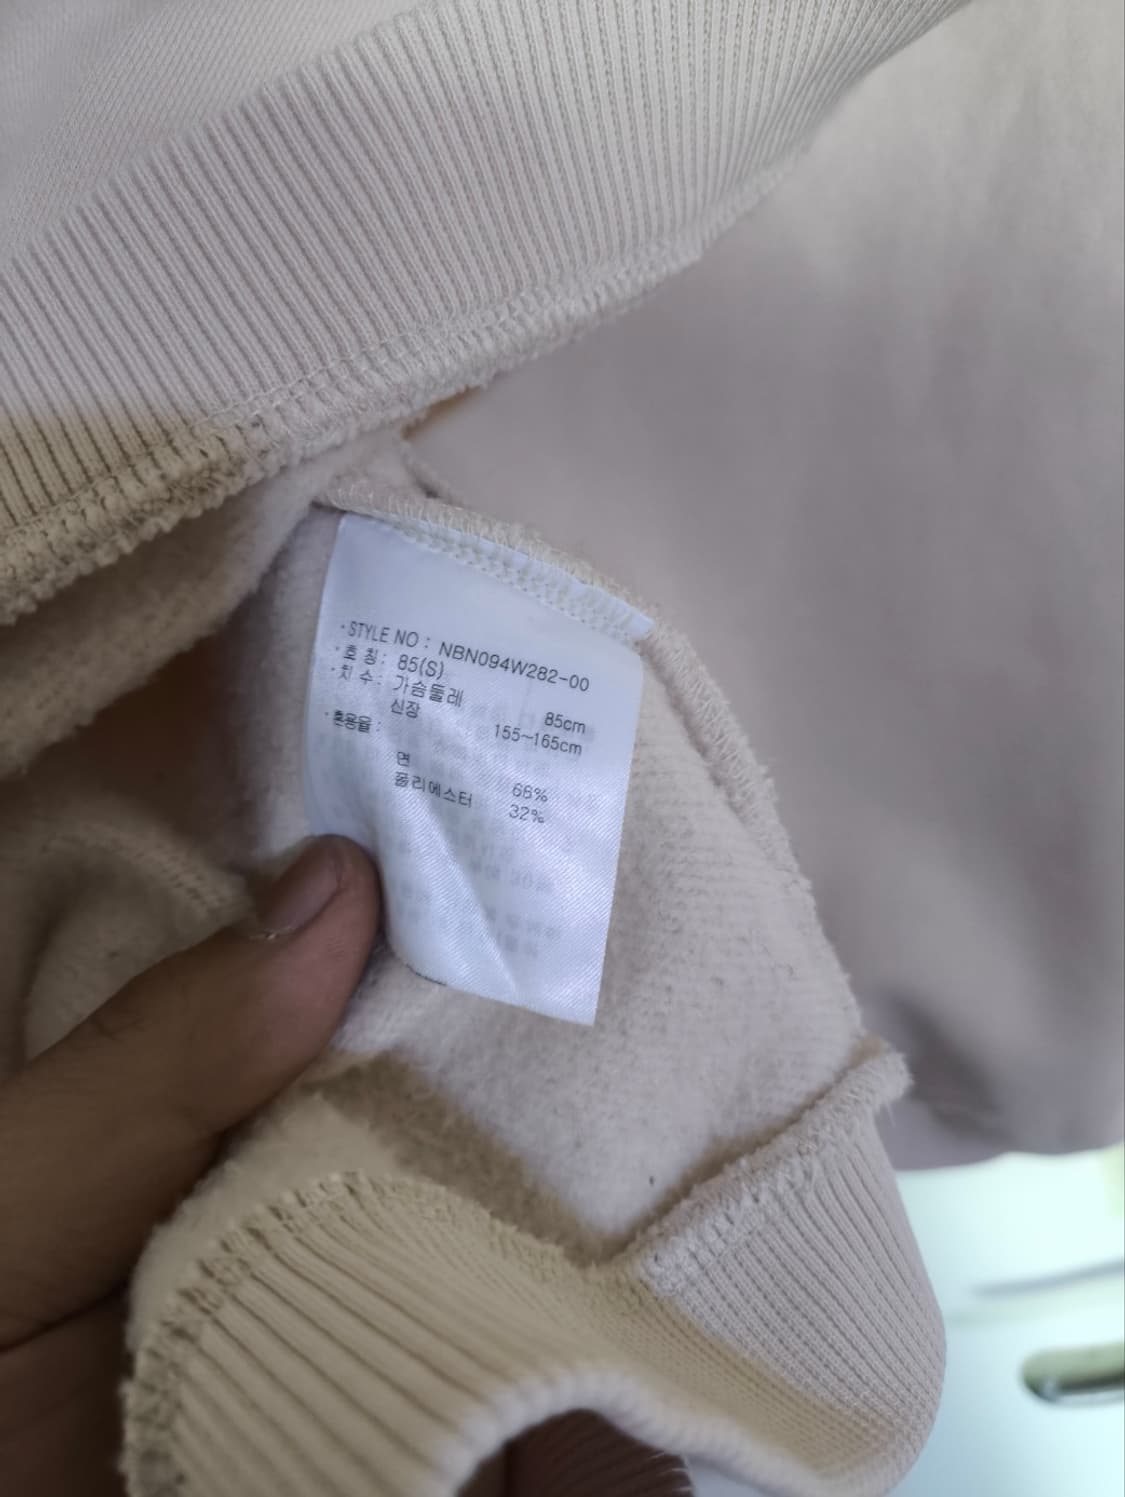 ·STYLE NO : NBN094W282-00
·호 칭 : 85(S)
·치 수 : 가슴둘레 85cm
신장 155~165cm
·혼용율 :
면 68%
폴리에스터 32%